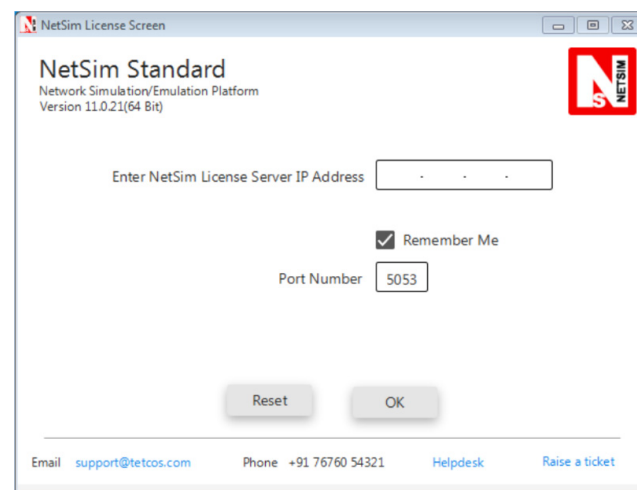 NetSim License Screen
NetSim Standard
Network Simulation/Emulation Platform
Version 11.0.21(64 Bit)
NS NETSIM
Enter NetSim License Server IP Address . . .
Remember Me
Port Number 5053
Reset OK
Email support@tetcos.com Phone +91 76760 54321 Helpdesk Raise a ticket